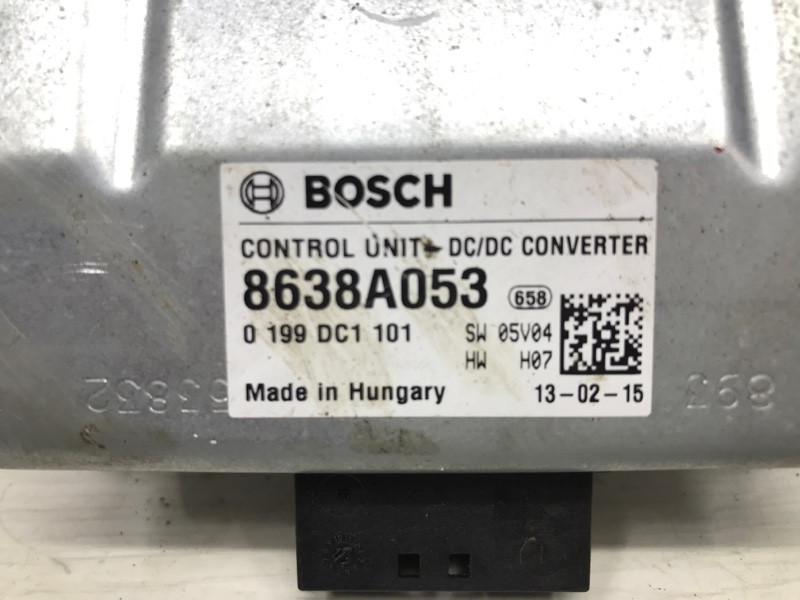 BOSCH
CONTROL UNIT - DC/DC CONVERTER
8638A053 658
0 199 DC1 101 SW 05V04
HW H07
Made in Hungary 13-02-15